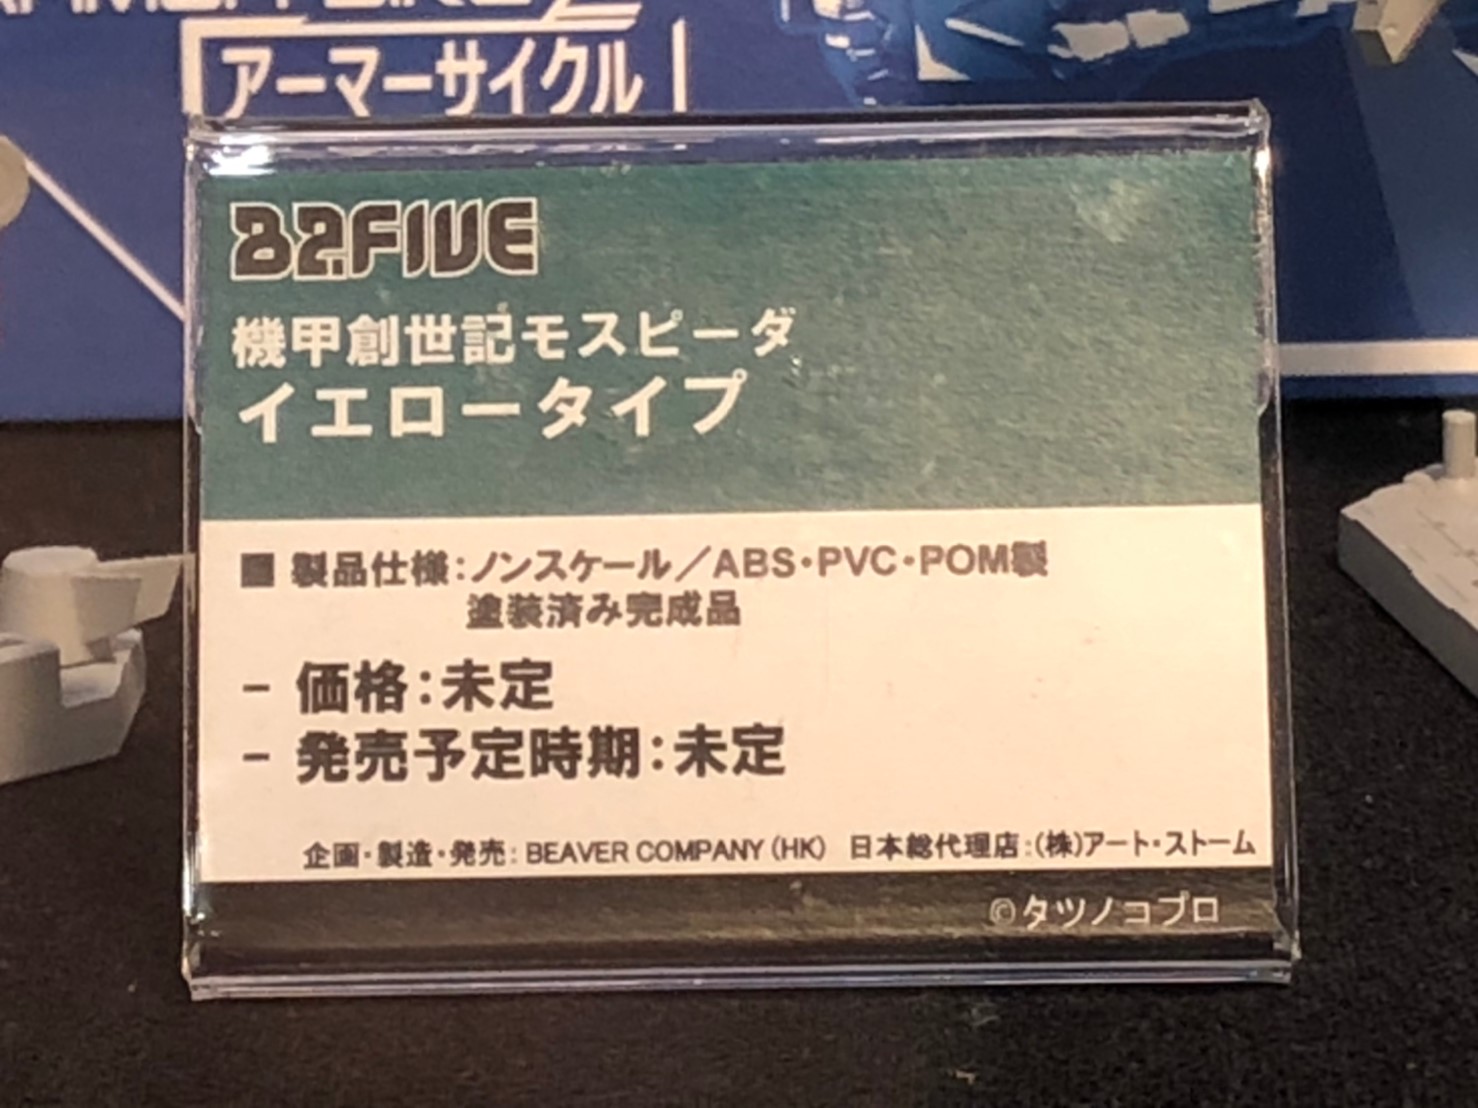 アーマーサイクル
82FIVE
機甲創世記モスピーダ
イエロータイプ
■ 製品仕様:ノンスケール／ABS・PVC・POM製
塗装済み完成品
- 価格:未定
- 発売予定時期:未定
企画・製造・発売: BEAVER COMPANY (HK) 日本総代理店:(株)アート・ストーム
©タツノコプロ